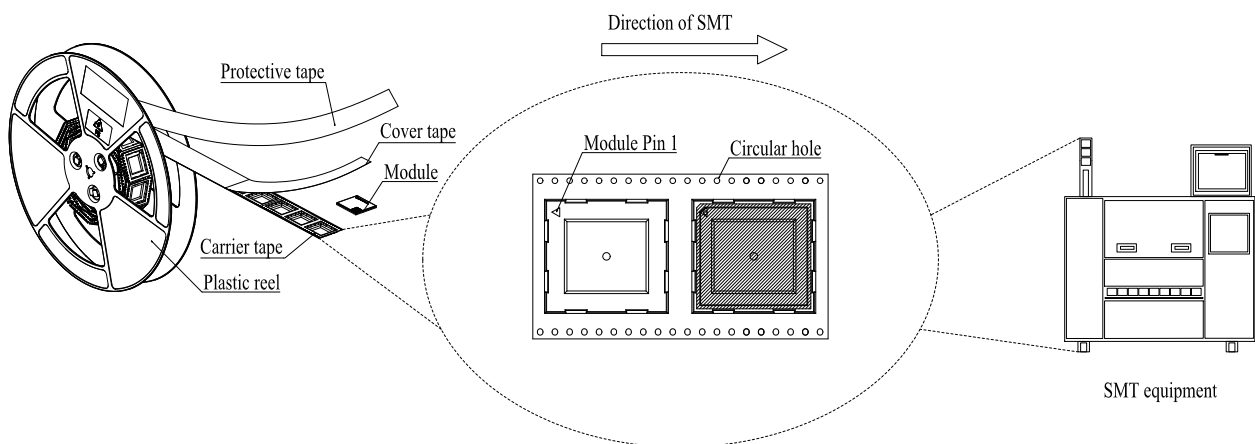 Direction of SMT
Protective tape
Cover tape
Module
Carrier tape
Plastic reel
Module Pin 1
Circular hole
SMT equipment